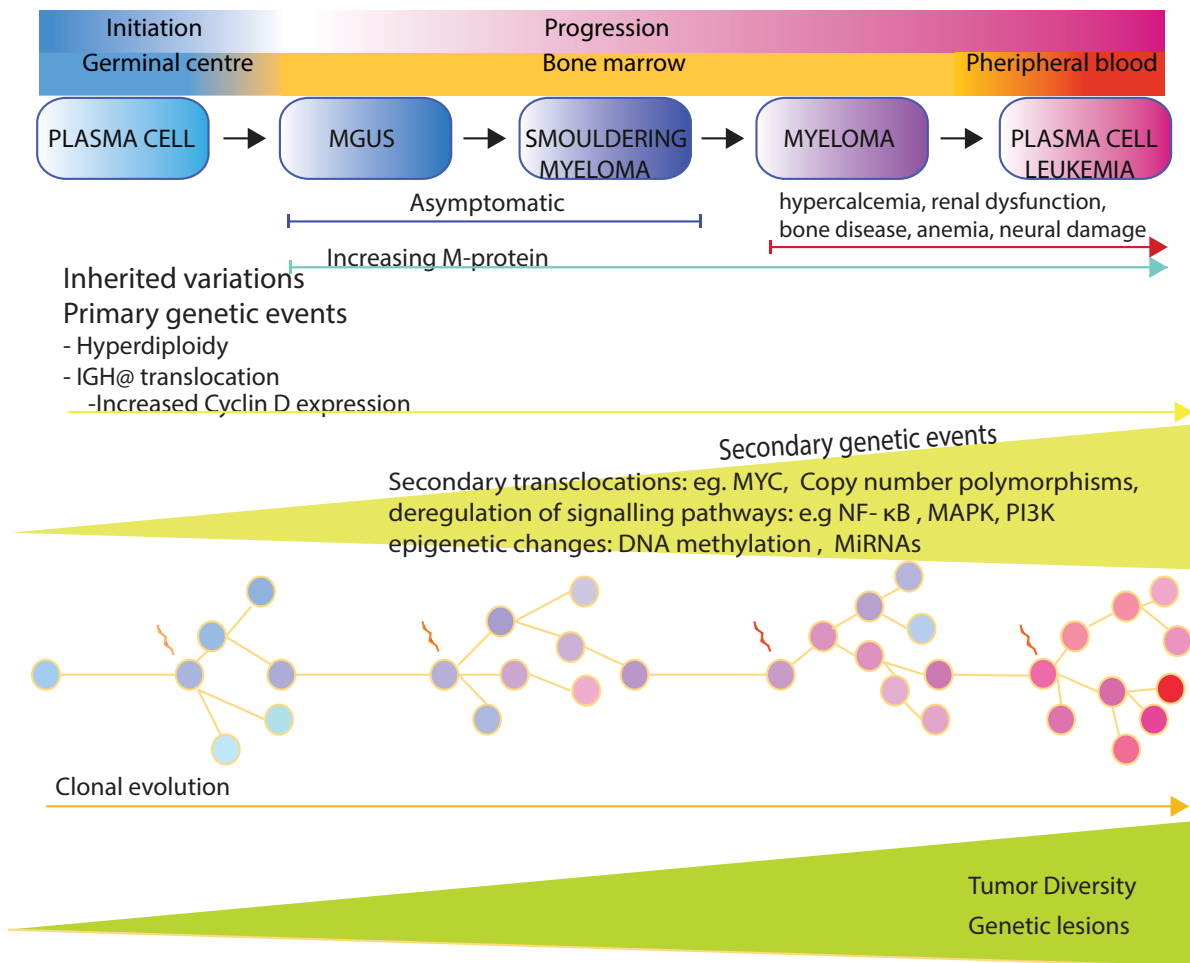 Initiation
Progression
Germinal centre
Bone marrow
Pheripheral blood
PLASMA CELL
MGUS
SMOULDERING
MYELOMA
MYELOMA
PLASMA CELL
LEUKEMIA
Asymptomatic
hypercalcemia, renal dysfunction,
bone disease, anemia, neural damage
Increasing M-protein
Inherited variations
Primary genetic events
- Hyperdiploidy
- IGH@ translocation
-Increased Cyclin D expression
Secondary genetic events
Secondary transclocations: eg. MYC, Copy number polymorphisms,
deregulation of signalling pathways: e.g NF- κB , MAPK, PI3K
epigenetic changes: DNA methylation , MiRNAs
Clonal evolution
Tumor Diversity
Genetic lesions